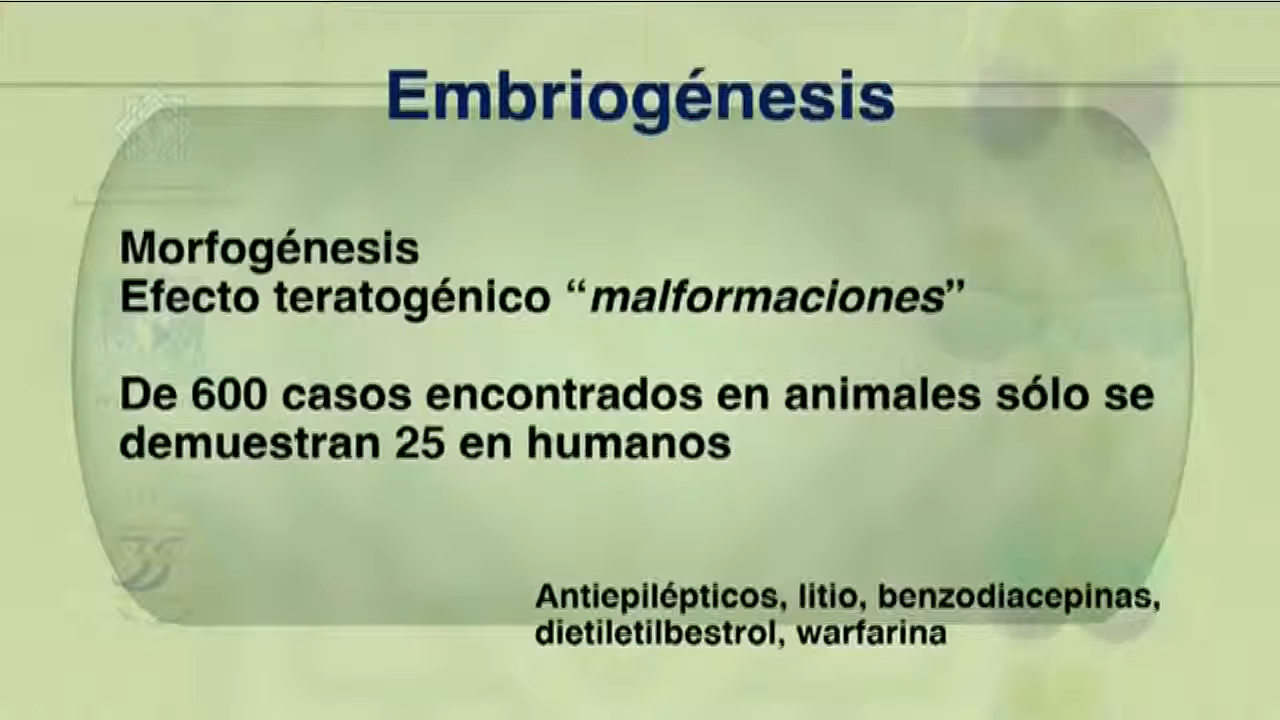 Embriogénesis
Morfogénesis
Efecto teratogénico “malformaciones”
De 600 casos encontrados en animales sólo se
demuestran 25 en humanos
Antiepilépticos, litio, benzodiacepinas,
dietiletilbestrol, warfarina